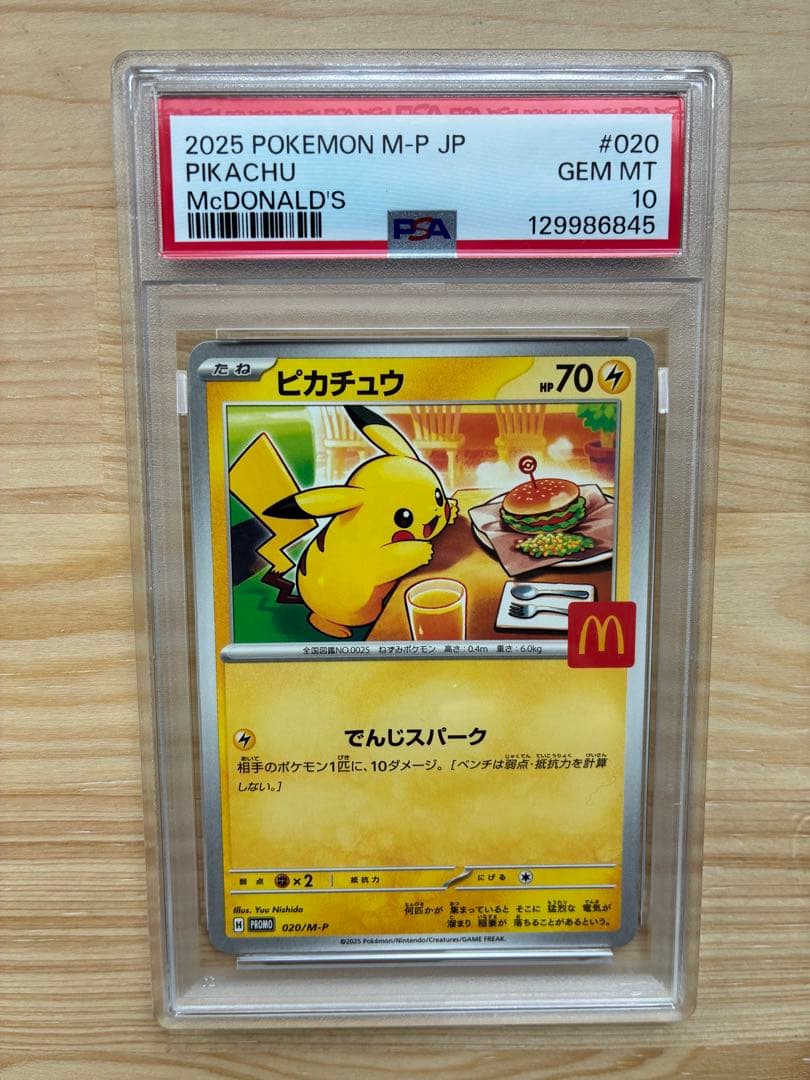 2025 POKEMON M-P JP #020
PIKACHU GEM MT
McDONALD'S 10
PSA 129986845
たね ピカチュウ HP 70
M
全国図鑑NO.0025 ねずみポケモン 高さ:0.4m 重さ:6.0kg
でんじスパーク
相手のポケモン1匹に、10ダメージ。[ベンチは弱点・抵抗力を計算
しない。]
弱点 ×2 抵抗力 にげる
Illus. Yuu Nishida
何匹かが 集まっていると そこに 猛烈な 電気が
溜まり 稲妻が 落ちることがあるという。
H PROMO 020/M-P
©2025 Pokémon/Nintendo/Creatures/GAME FREAK.